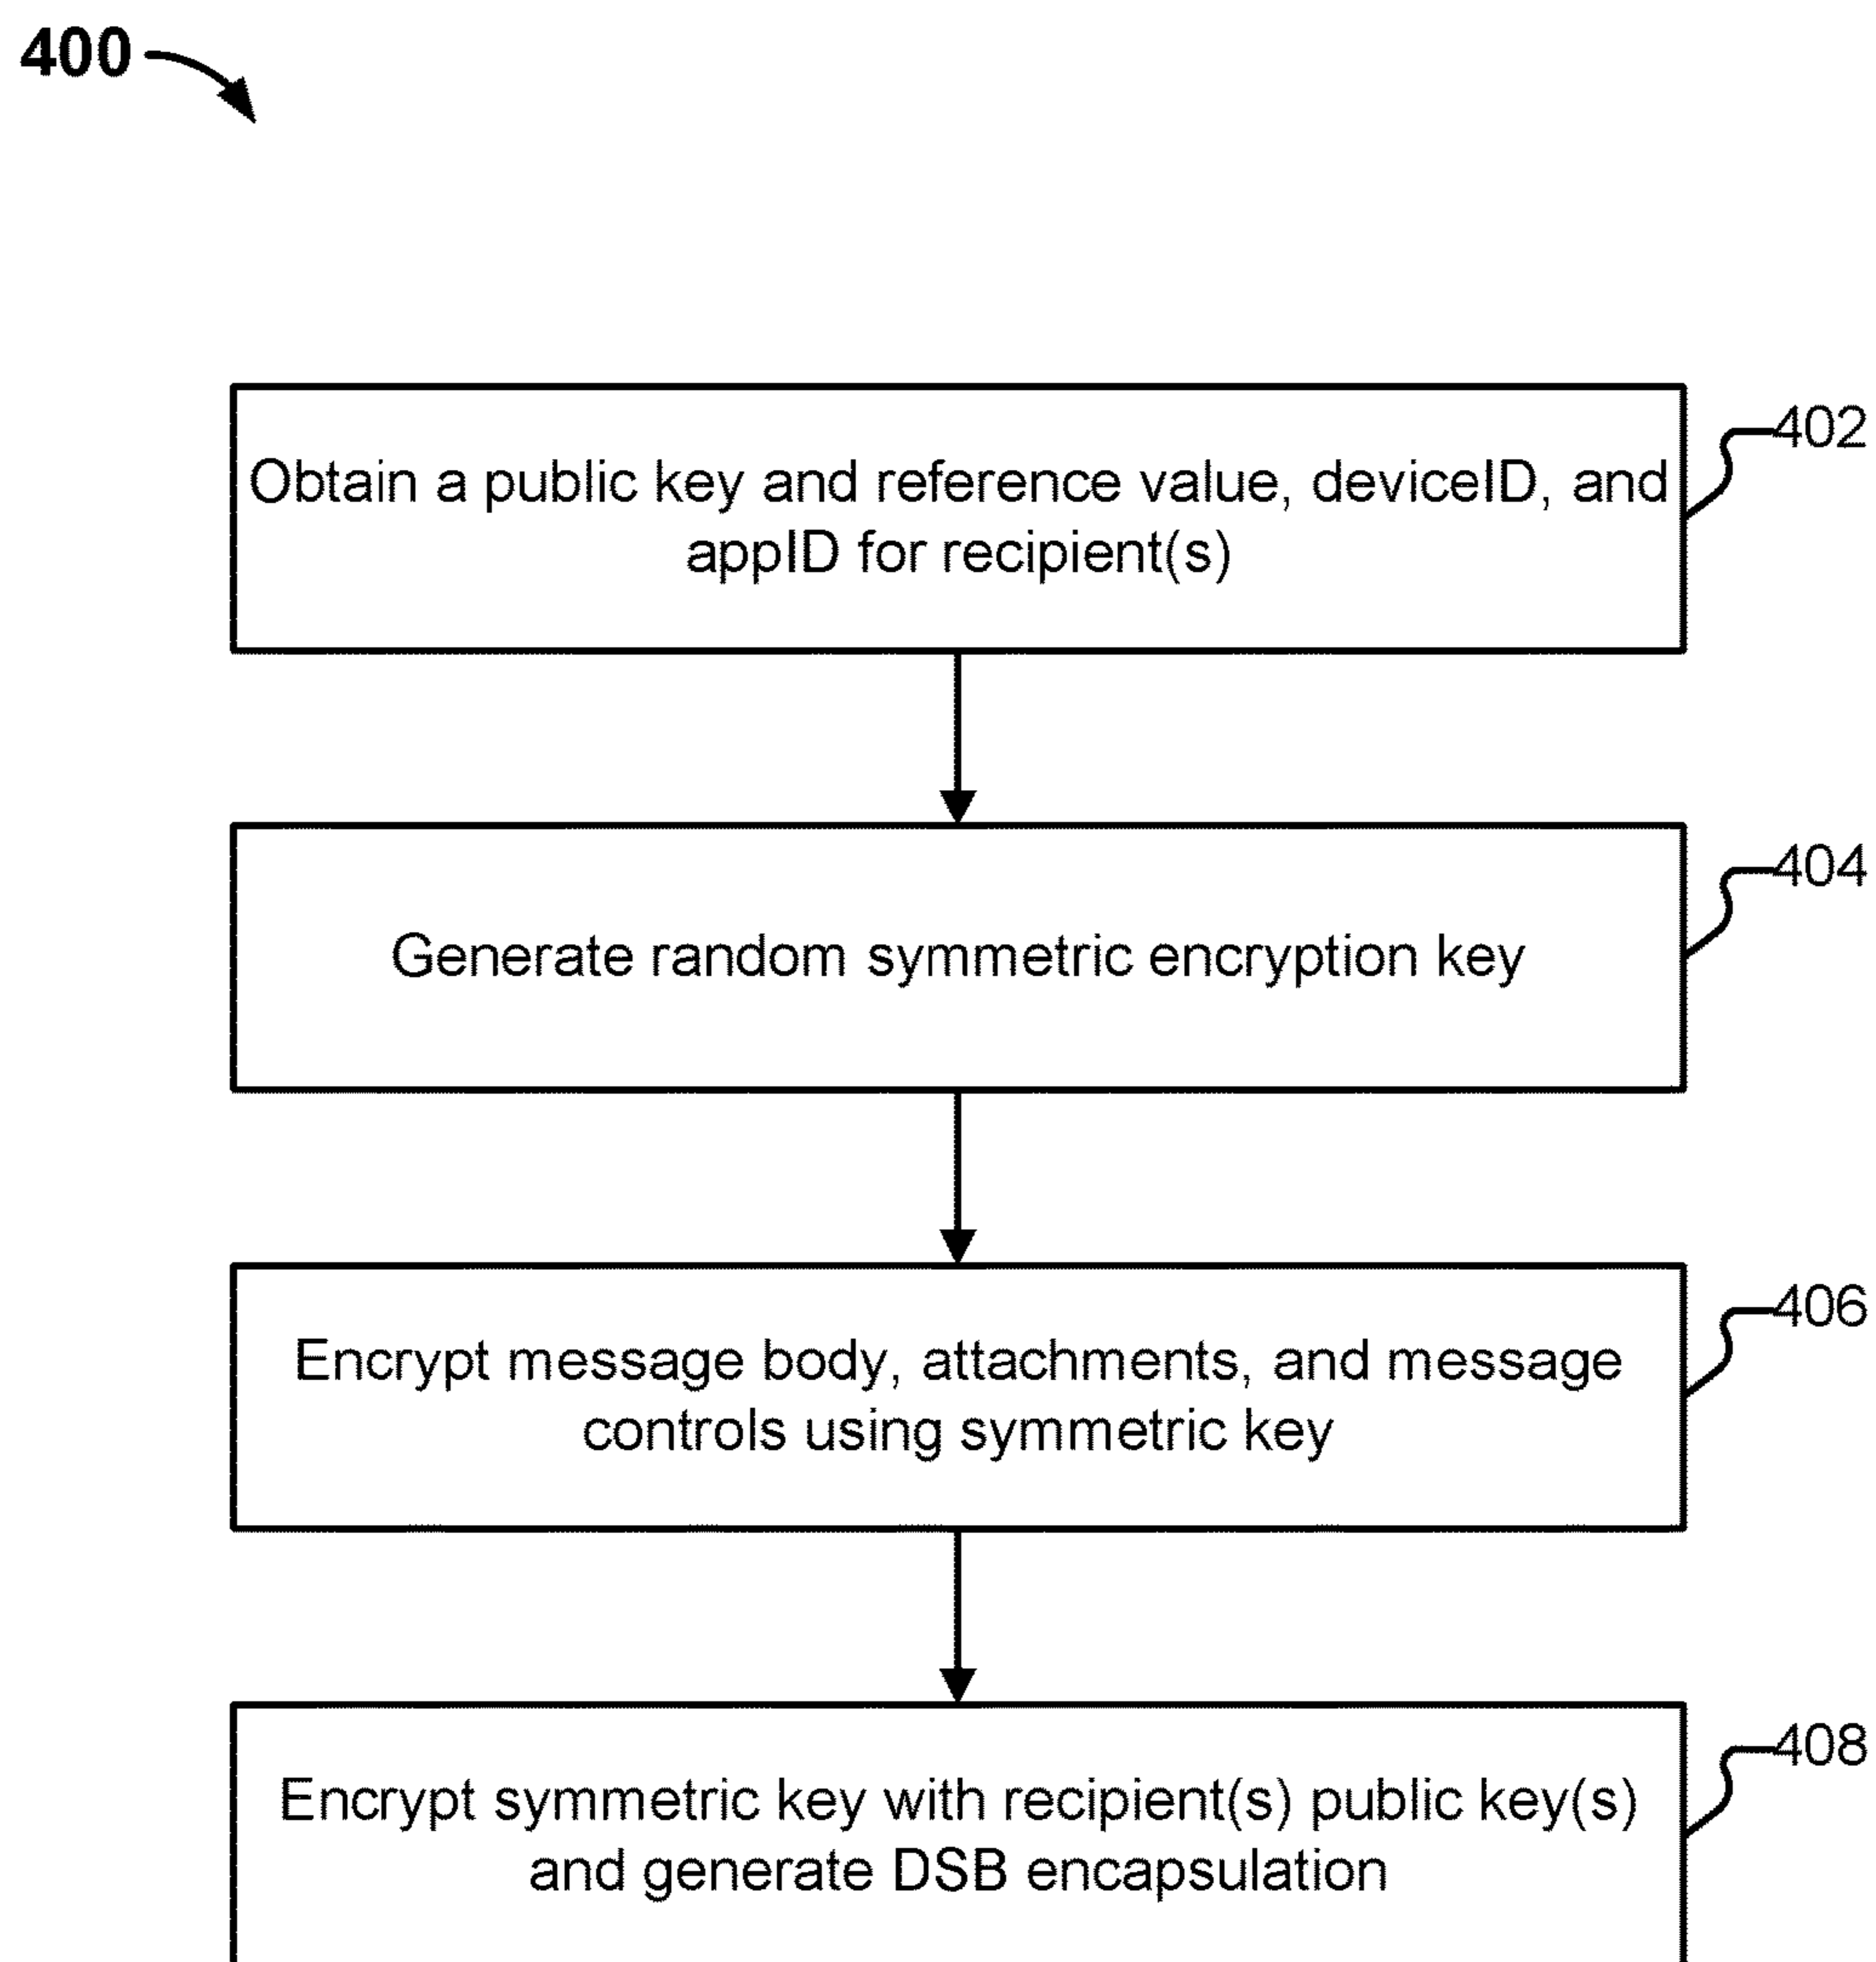 400
Obtain a public key and reference value, deviceID, and
appID for recipient(s)
402
Generate random symmetric encryption key
404
Encrypt message body, attachments, and message
controls using symmetric key
406
Encrypt symmetric key with recipient(s) public key(s)
and generate DSB encapsulation
408